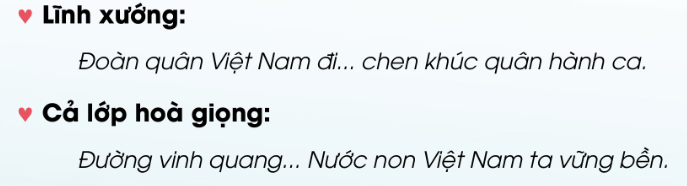 ♥ Lĩnh xướng:
Đoàn quân Việt Nam đi... chen khúc quân hành ca.
♥ Cả lớp hoà giọng:
Đường vinh quang... Nước non Việt Nam ta vững bền.